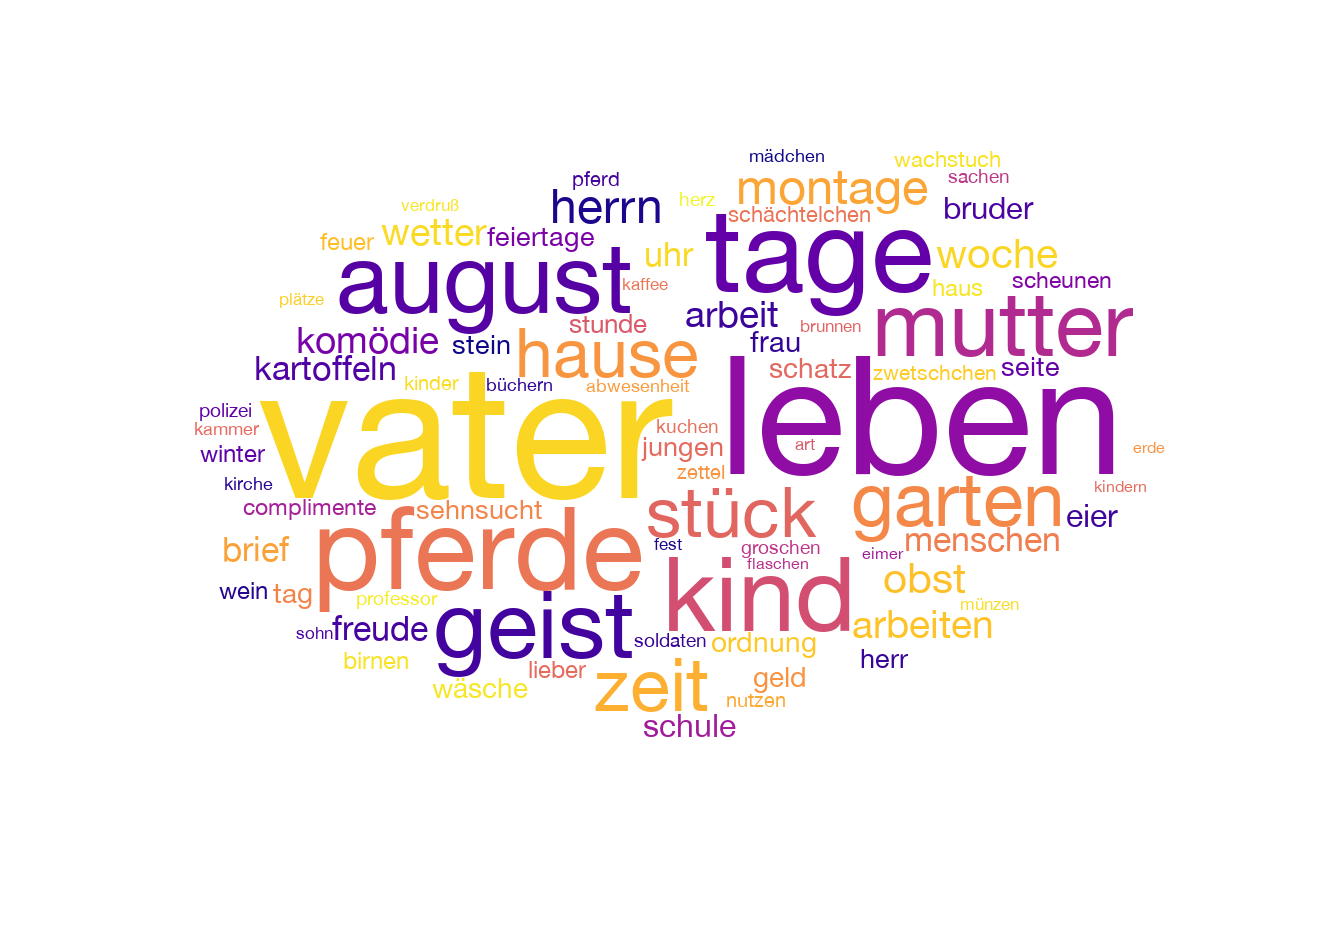 mädchen
wachstuch
pferd
sachen
montage
herz
verdruß
herrn
schächtelchen
bruder
wetter
feiertage
feuer
uhr
tage
woche
august
kaffee
scheunen
haus
plätze
stunde
arbeit
brunnen
mutter
komödie
stein
hause
frau
kartoffeln
kinder
büchern
abwesenheit
schatz
zwetschchen
seite
polizei
vater
leben
kammer
kuchen
winter
jungen
art
erde
kirche
zettel
kindern
complimente
sehnsucht
stück
garten
eier
brief
pferde
fest
groschen
menschen
eimer
flaschen
wein
tag
professor
kind
obst
münzen
sohn
freude
geist
soldaten
ordnung
arbeiten
birnen
lieber
herr
wäsche
zeit
geld
nutzen
schule